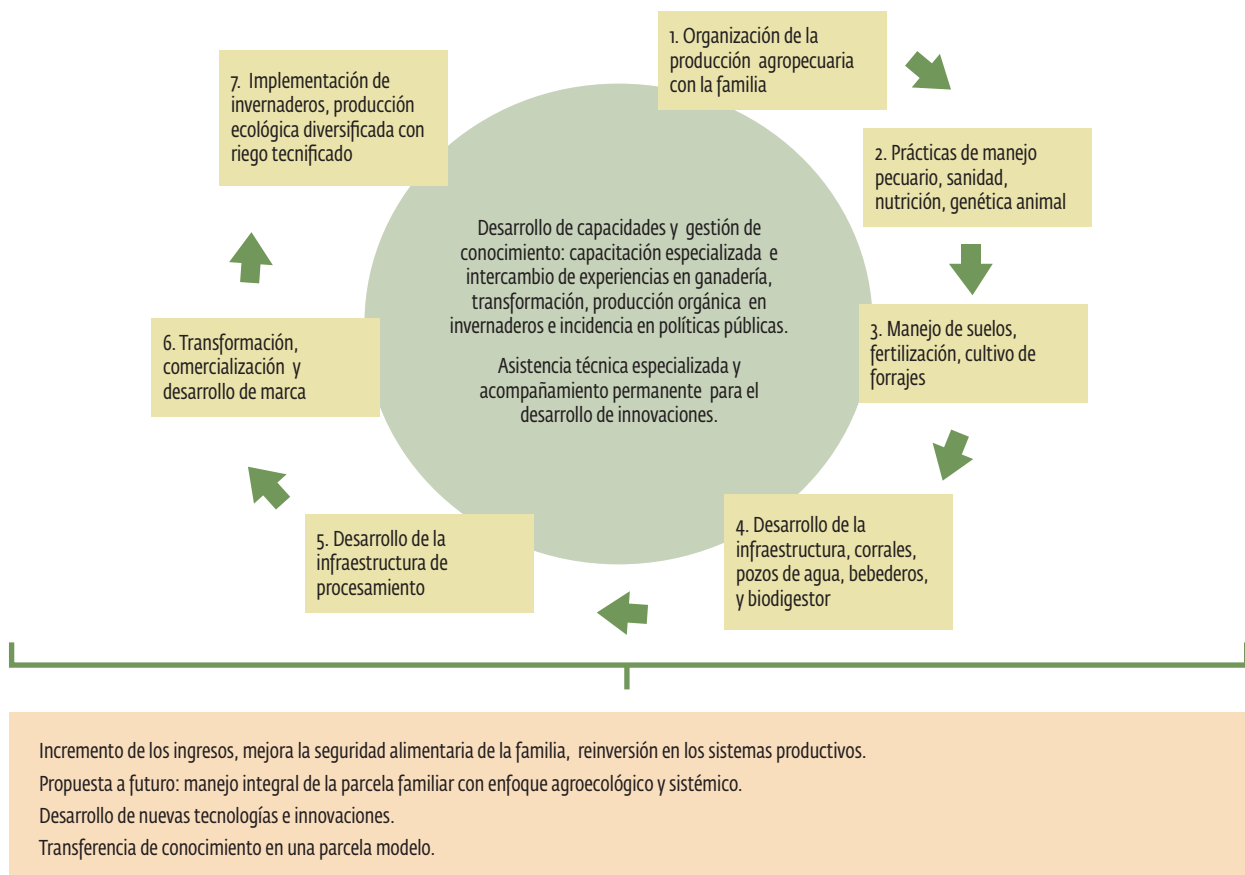 1. Organización de la
producción agropecuaria
con la familia
2. Prácticas de manejo
pecuario, sanidad,
nutrición, genética animal
3. Manejo de suelos,
fertilización, cultivo de
forrajes
4. Desarrollo de la
infraestructura, corrales,
pozos de agua, bebederos,
y biodigestor
5. Desarrollo de la
infraestructura de
procesamiento
6. Transformación,
comercialización y
desarrollo de marca
7. Implementación de
invernaderos, producción
ecológica diversificada con
riego tecnificado
Desarrollo de capacidades y gestión de
conocimiento: capacitación especializada e
intercambio de experiencias en ganadería,
transformación, producción orgánica en
invernaderos e incidencia en políticas públicas.
Asistencia técnica especializada y
acompañamiento permanente para el
desarrollo de innovaciones.
Incremento de los ingresos, mejora la seguridad alimentaria de la familia, reinversión en los sistemas productivos.
Propuesta a futuro: manejo integral de la parcela familiar con enfoque agroecológico y sistémico.
Desarrollo de nuevas tecnologías e innovaciones.
Transferencia de conocimiento en una parcela modelo.